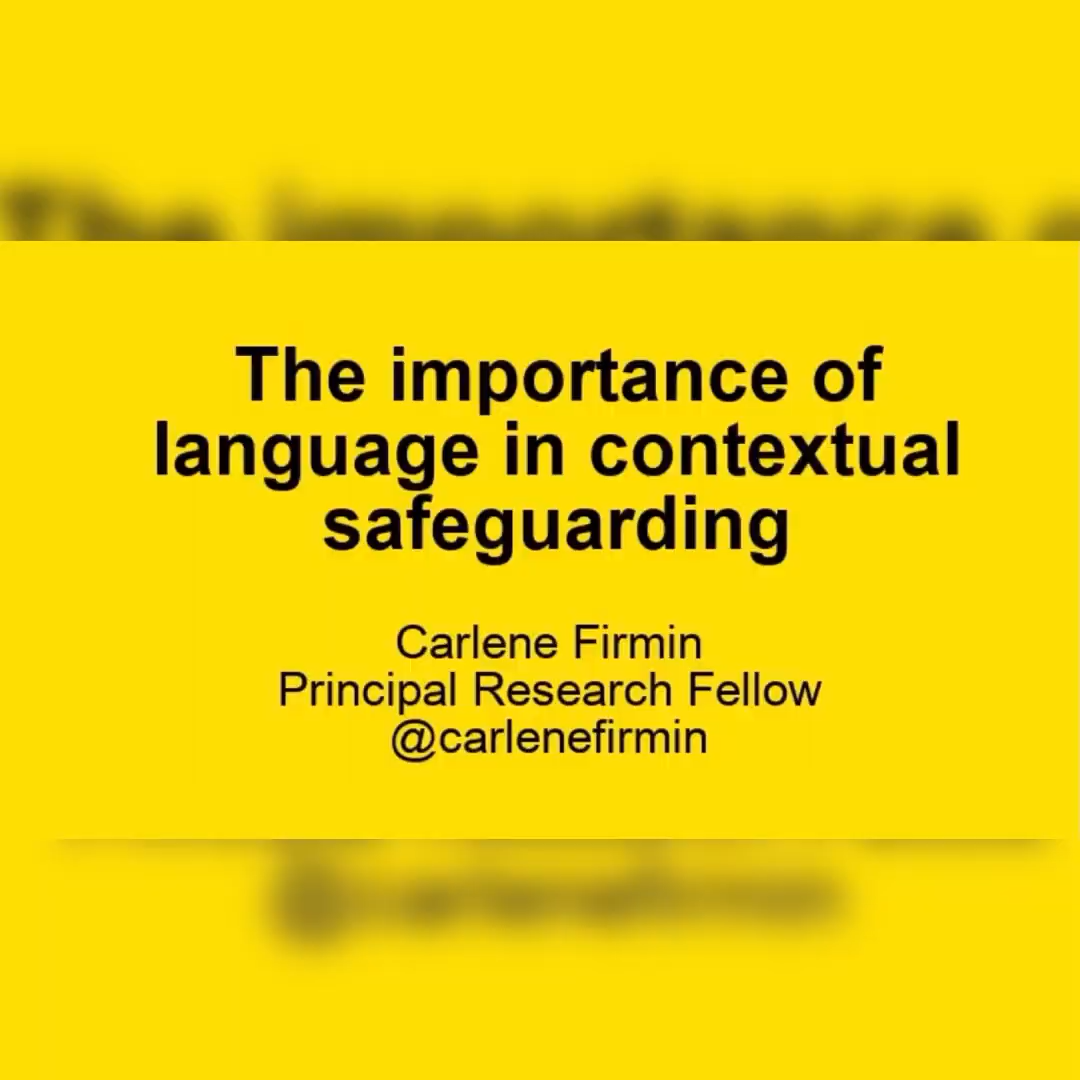 The importance of
language in contextual
safeguarding
Carlene Firmin
Principal Research Fellow
@carlenefirmin